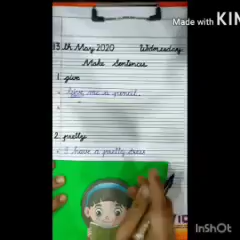 Made with KIN
13th May 2020 Wednesday
Make Sentences
1. give
- Give me a pencil.
-
2. pretty
- I have a pretty
InShOt